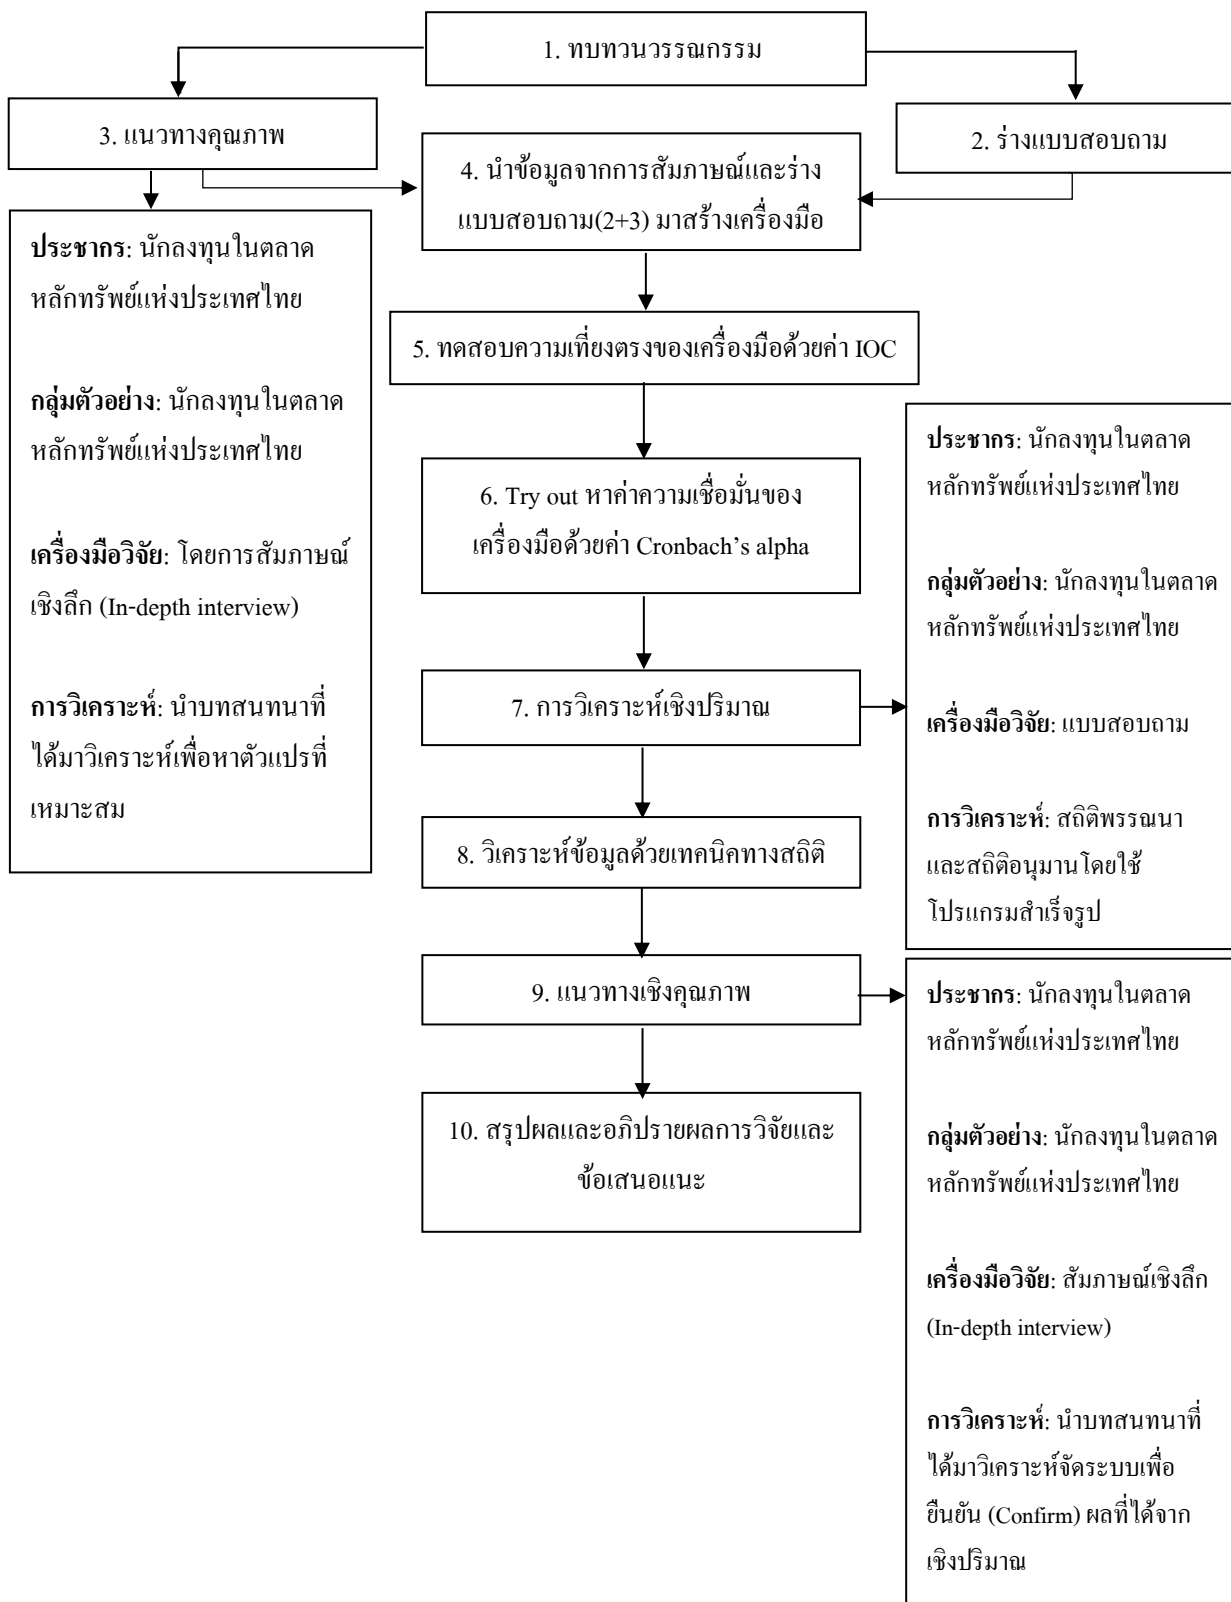 1. ทบทวนวรรณกรรม
3. แนวทางคุณภาพ
2. ร่างแบบสอบถาม
4. นำข้อมูลจากการสัมภาษณ์และร่าง
แบบสอบถาม(2+3) มาสร้างเครื่องมือ
ประชากร: นักลงทุนในตลาด
หลักทรัพย์แห่งประเทศไทย
กลุ่มตัวอย่าง: นักลงทุนในตลาด
หลักทรัพย์แห่งประเทศไทย
เครื่องมือวิจัย: โดยการสัมภาษณ์
เชิงลึก (In-depth interview)
การวิเคราะห์: นำบทสนทนาที่
ได้มาวิเคราะห์เพื่อหาตัวแปรที่
เหมาะสม
5. ทดสอบความเที่ยงตรงของเครื่องมือด้วยค่า IOC
6. Try out หาค่าความเชื่อมั่นของ
เครื่องมือด้วยค่า Cronbach’s alpha
7. การวิเคราะห์เชิงปริมาณ
ประชากร: นักลงทุนในตลาด
หลักทรัพย์แห่งประเทศไทย
กลุ่มตัวอย่าง: นักลงทุนในตลาด
หลักทรัพย์แห่งประเทศไทย
เครื่องมือวิจัย: แบบสอบถาม
การวิเคราะห์: สถิติพรรณนา
และสถิติอนุมานโดยใช้
โปรแกรมสำเร็จรูป
8. วิเคราะห์ข้อมูลด้วยเทคนิคทางสถิติ
9. แนวทางเชิงคุณภาพ
ประชากร: นักลงทุนในตลาด
หลักทรัพย์แห่งประเทศไทย
กลุ่มตัวอย่าง: นักลงทุนในตลาด
หลักทรัพย์แห่งประเทศไทย
เครื่องมือวิจัย: สัมภาษณ์เชิงลึก
(In-depth interview)
การวิเคราะห์: นำบทสนทนาที่
ได้มาวิเคราะห์จัดระบบเพื่อ
ยืนยัน (Confirm) ผลที่ได้จาก
เชิงปริมาณ
10. สรุปผลและอภิปรายผลการวิจัยและ
ข้อเสนอแนะ